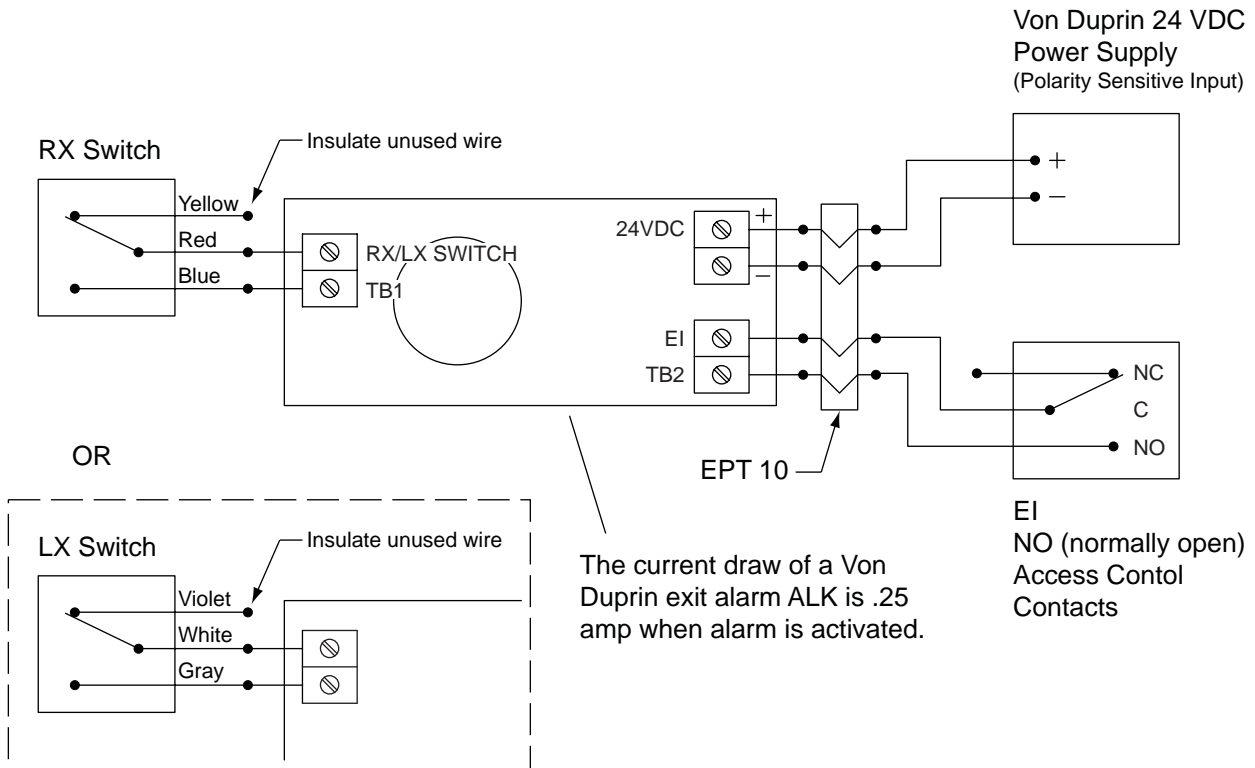 Von Duprin 24 VDC
Power Supply
(Polarity Sensitive Input)
RX Switch
Insulate unused wire
Yellow
Red
Blue
RX/LX SWITCH
TB1
24VDC
+
−
EI
TB2
+
−
NC
C
NO
EPT 10
OR
EI
NO (normally open)
Access Contol
Contacts
The current draw of a Von
Duprin exit alarm ALK is .25
amp when alarm is activated.
LX Switch
Insulate unused wire
Violet
White
Gray